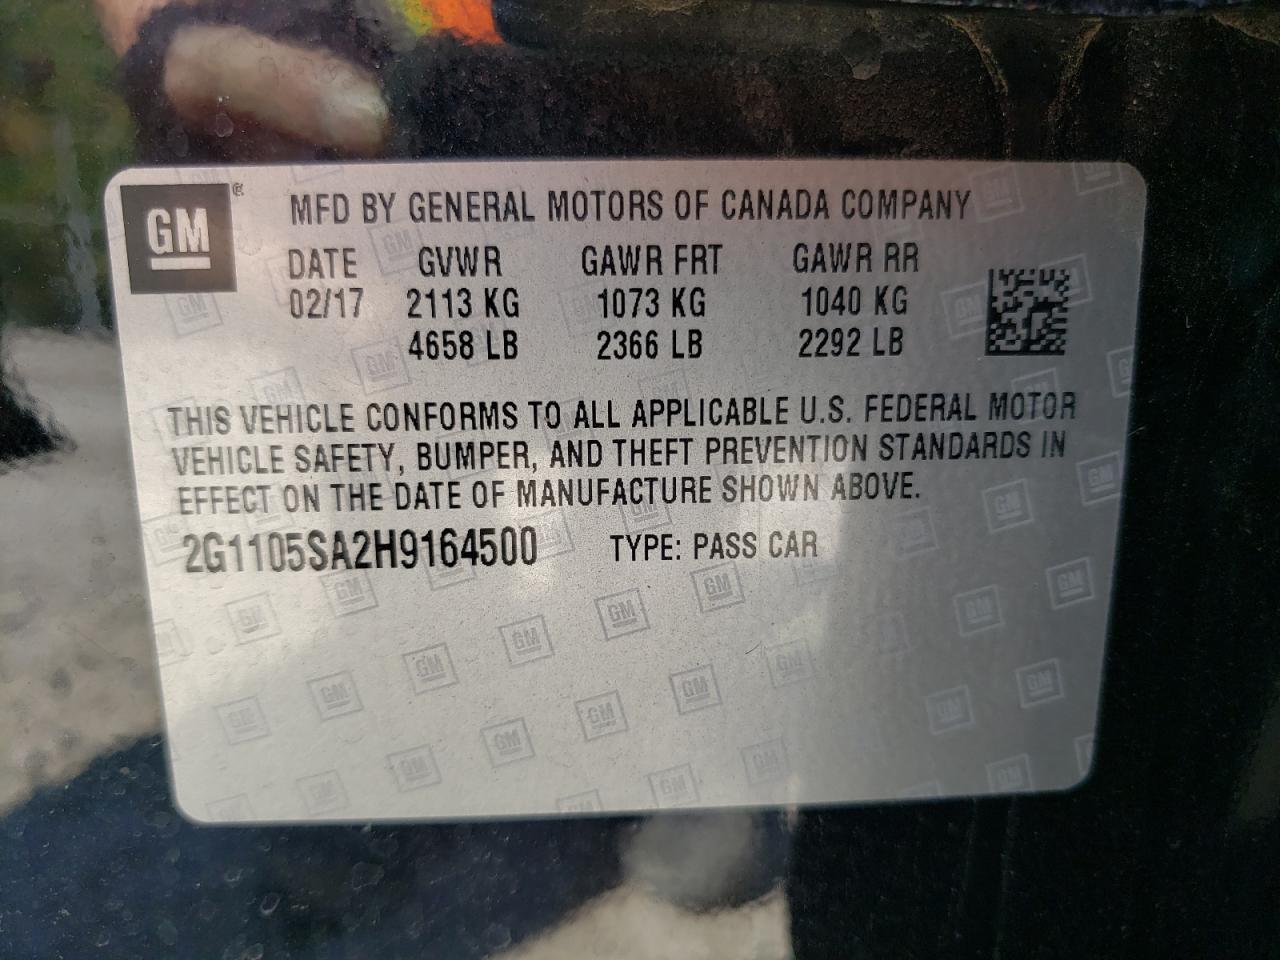 GM ®
MFD BY GENERAL MOTORS OF CANADA COMPANY
DATE GVWR GAWR FRT GAWR RR
02/17 2113 KG 1073 KG 1040 KG
4658 LB 2366 LB 2292 LB
THIS VEHICLE CONFORMS TO ALL APPLICABLE U.S. FEDERAL MOTOR
VEHICLE SAFETY, BUMPER, AND THEFT PREVENTION STANDARDS IN
EFFECT ON THE DATE OF MANUFACTURE SHOWN ABOVE.
2G1105SA2H9164500 TYPE: PASS CAR